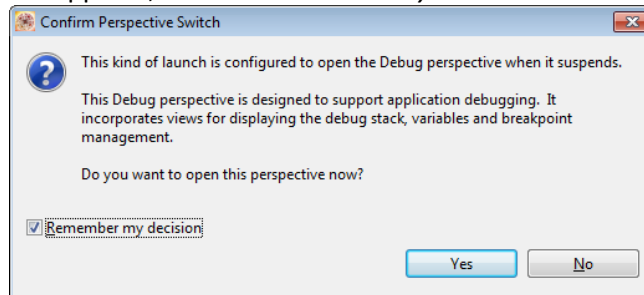 Confirm Perspective Switch
This kind of launch is configured to open the Debug perspective when it suspends.
This Debug perspective is designed to support application debugging. It
incorporates views for displaying the debug stack, variables and breakpoint
management.
Do you want to open this perspective now?
Remember my decision
Yes No